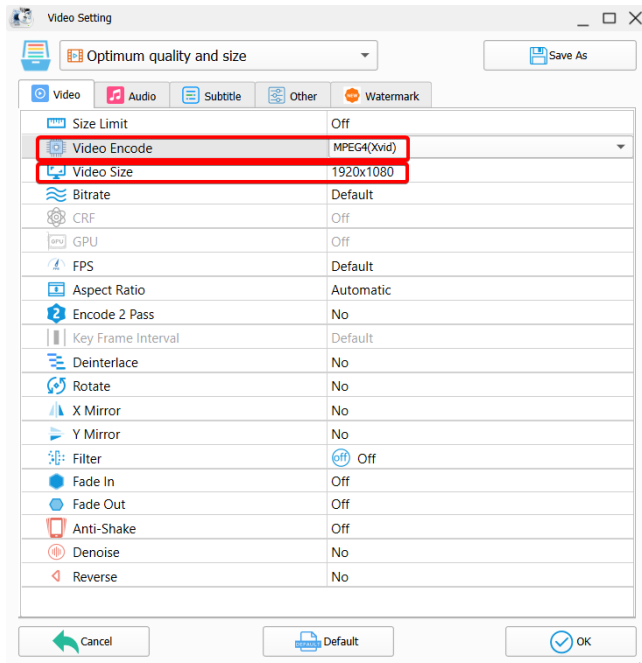 Video Setting
Optimum quality and size
Save As
Video Audio Subtitle Other NEW Watermark
Size Limit Off
Video Encode MPEG4(Xvid)
Video Size 1920x1080
Bitrate Default
CRF Off
GPU GPU Off
FPS Default
Aspect Ratio Automatic
2 Encode 2 Pass No
Key Frame Interval Default
Deinterlace No
Rotate No
X Mirror No
Y Mirror No
Filter off Off
Fade In Off
Fade Out Off
Anti-Shake Off
Denoise No
Reverse No
Cancel DEFAULT Default OK